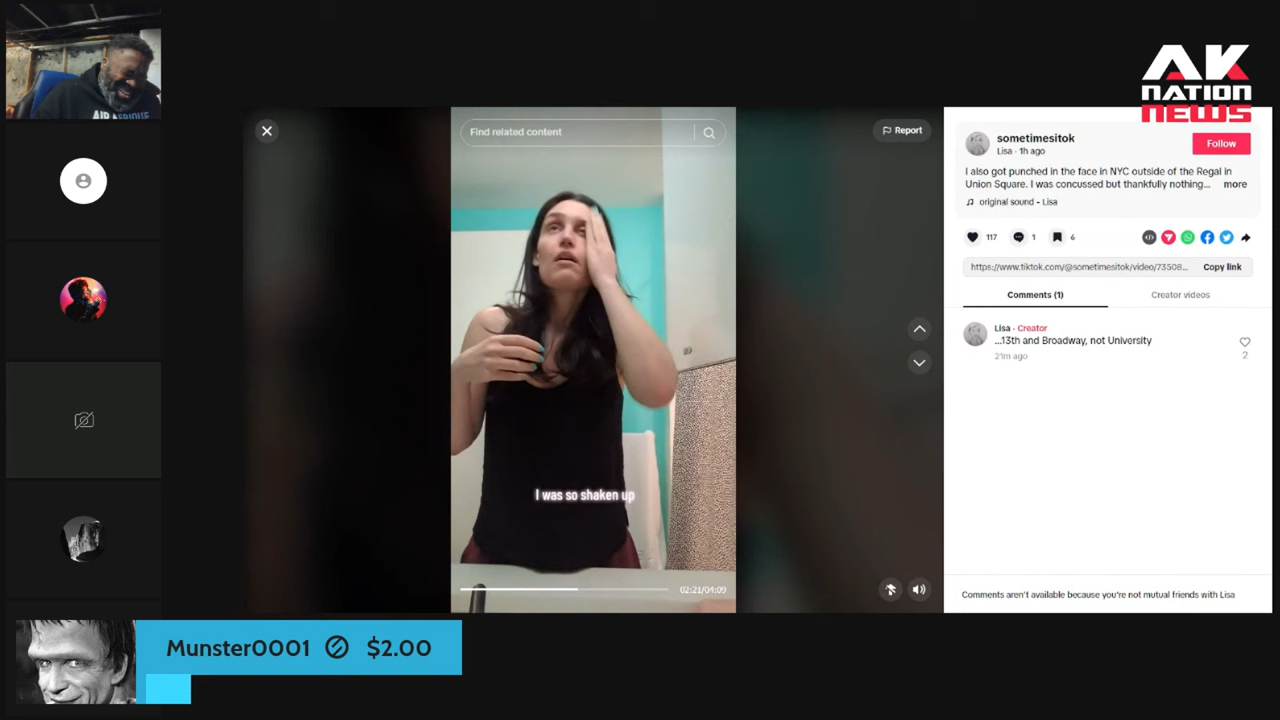 AIR AFRIQUE
AK
NATION
NEWS
Find related content
Report
sometimesitok
Lisa · 1h ago
Follow
I also got punched in the face in NYC outside of the Regal in
Union Square. I was concussed but thankfully nothing... more
original sound - Lisa
117
1
6
https://www.tiktok.com/@sometimesitok/video/73508...
Copy link
Comments (1)
Creator videos
Lisa · Creator
...13th and Broadway, not University
21m ago
2
I was so shaken up
02:21/04:09
Comments aren't available because you're not mutual friends with Lisa
Munster0001
$2.00